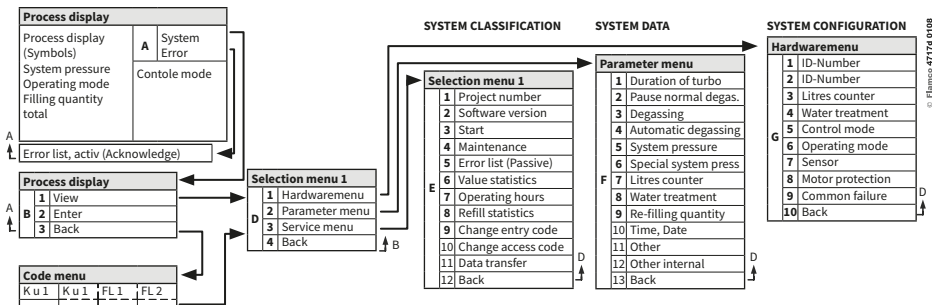 Process display
Process display
(Symbols)
System pressure
Operating mode
Filling quantity
total
A System
Error
Contole mode
A
Error list, activ (Acknowledge)
Process display
A
B
1 View
2 Enter
3 Back
Code menu
K u 1 K u 1 FL 1 FL 2
Selection menu 1
D
1 Hardwaremenu
2 Parameter menu
3 Service menu
4 Back
B
SYSTEM CLASSIFICATION
Selection menu 1
E
1 Project number
2 Software version
3 Start
4 Maintenance
5 Error list (Passive)
6 Value statistics
7 Operating hours
8 Refill statistics
9 Change entry code
10 Change access code
11 Data transfer
12 Back
D
SYSTEM DATA
Parameter menu
F
1 Duration of turbo
2 Pause normal degas.
3 Degassing
4 Automatic degassing
5 System pressure
6 Special system press
7 Litres counter
8 Water treatment
9 Re-filling quantity
10 Time, Date
11 Other
12 Other internal
13 Back
D
SYSTEM CONFIGURATION
Hardwaremenu
G
1 ID-Number
2 ID-Number
3 Litres counter
4 Water treatment
5 Control mode
6 Operating mode
7 Sensor
8 Motor protection
9 Common failure
10 Back
D
© Flamco 4717d 0108